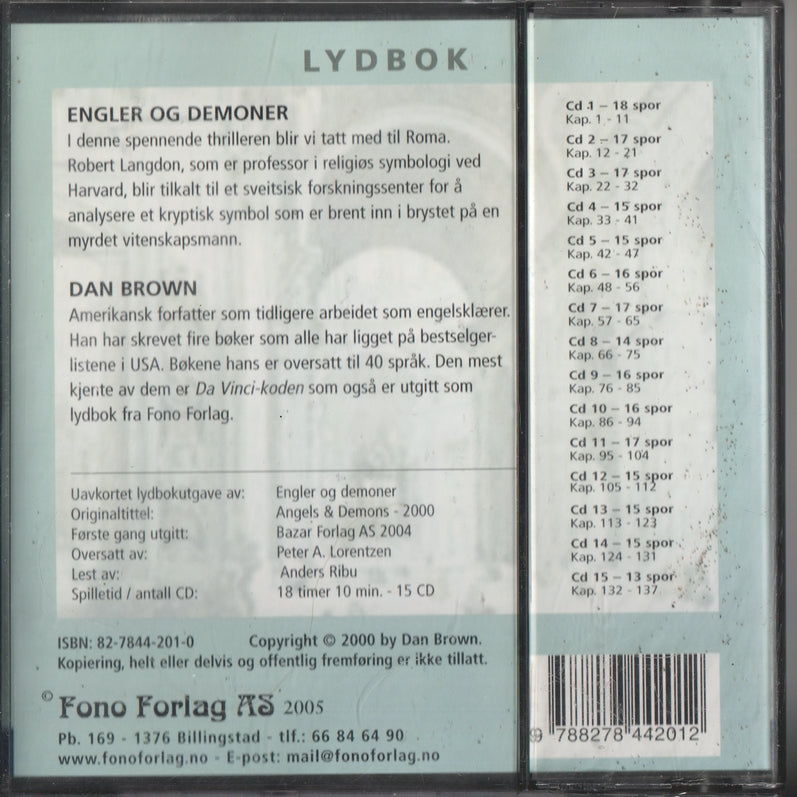 LYDBOK
ENGLER OG DEMONER
I denne spennende thrilleren blir vi tatt med til Roma.
Robert Langdon, som er professor i religiøs symbologi ved
Harvard, blir tilkalt til et sveitsisk forskningssenter for å
analysere et kryptisk symbol som er brent inn i brystet på en
myrdet vitenskapsmann.
DAN BROWN
Amerikansk forfatter som tidligere arbeidet som engelsklærer.
Han har skrevet fire bøker som alle har ligget på bestselger-
listene i USA. Bøkene hans er oversatt til 40 språk. Den mest
kjente av dem er Da Vinci-koden som også er utgitt som
lydbok fra Fono Forlag.
Uavkortet lydbokutgave av: Engler og demoner
Originaltittel: Angels & Demons - 2000
Første gang utgitt: Bazar Forlag AS 2004
Oversatt av: Peter A. Lorentzen
Lest av: Anders Ribu
Spilletid / antall CD: 18 timer 10 min. - 15 CD
ISBN: 82-7844-201-0 Copyright © 2000 by Dan Brown.
Kopiering, helt eller delvis og offentlig fremføring er ikke tillatt.
© Fono Forlag AS 2005
Pb. 169 - 1376 Billingstad - tlf.: 66 84 64 90
www.fonoforlag.no - E-post: mail@fonoforlag.no
Cd 1 – 18 spor
Kap. 1 - 11
Cd 2 – 17 spor
Kap. 12 - 21
Cd 3 – 17 spor
Kap. 22 - 32
Cd 4 – 15 spor
Kap. 33 - 41
Cd 5 – 15 spor
Kap. 42 - 47
Cd 6 – 16 spor
Kap. 48 - 56
Cd 7 – 17 spor
Kap. 57 - 65
Cd 8 – 14 spor
Kap. 66 - 75
Cd 9 – 16 spor
Kap. 76 - 85
Cd 10 – 16 spor
Kap. 86 - 94
Cd 11 – 17 spor
Kap. 95 - 104
Cd 12 – 15 spor
Kap. 105 - 112
Cd 13 – 15 spor
Kap. 113 - 123
Cd 14 – 15 spor
Kap. 124 - 131
Cd 15 – 13 spor
Kap. 132 - 137
9 788278 442012